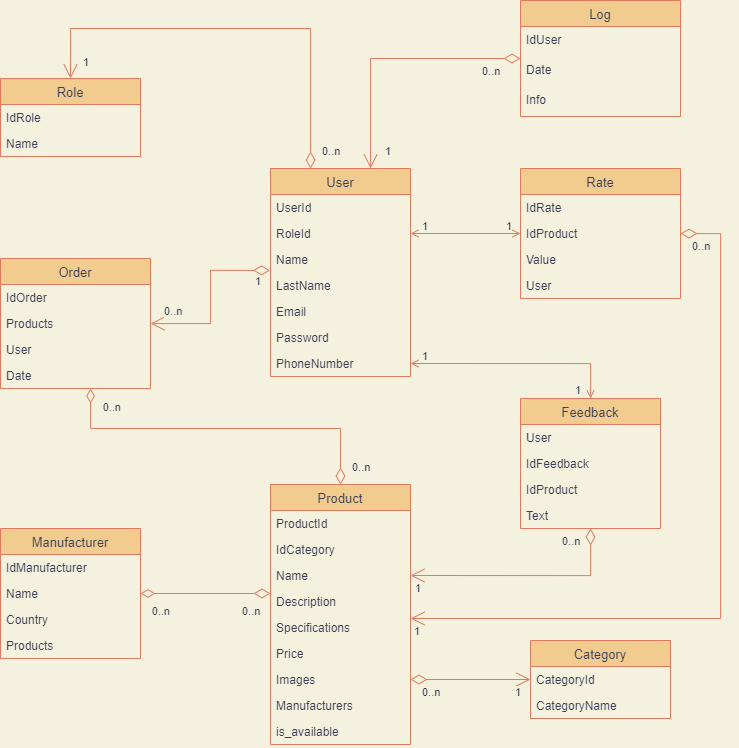 Log
IdUser
Date
Info
0..n
1
Role
IdRole
Name
1
0..n
User
UserId
RoleId
Name
LastName
Email
Password
PhoneNumber
1
1
Rate
IdRate
IdProduct
Value
User
0..n
Order
IdOrder
Products
User
Date
0..n
1
0..n
0..n
1
1
Feedback
User
IdFeedback
IdProduct
Text
0..n
1
1
Product
ProductId
IdCategory
Name
Description
Specifications
Price
Images
Manufacturers
is_available
Manufacturer
IdManufacturer
Name
Country
Products
0..n
0..n
0..n
1
Category
CategoryId
CategoryName